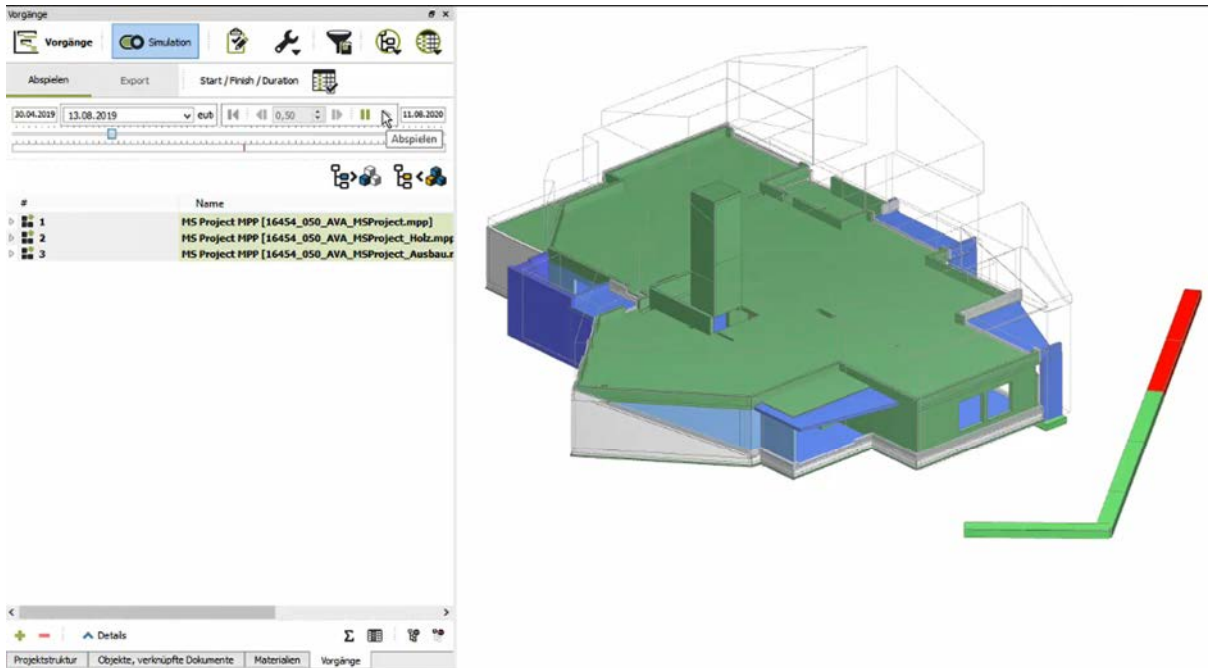 Vorgänge
Vorgänge Simulation
Abspielen Export Start / Finish / Duration
30.04.2019 13.08.2019 eub 0,50 11.08.2020
Abspielen
# Name
1 MS Project MPP [16454_050_AVA_MSProject.mpp]
2 MS Project MPP [16454_050_AVA_MSProject_Holz.mpp
3 MS Project MPP [16454_050_AVA_MSProject_Ausbau.r
Details Σ
Projektstruktur Objekte, verknüpfte Dokumente Materialien Vorgänge